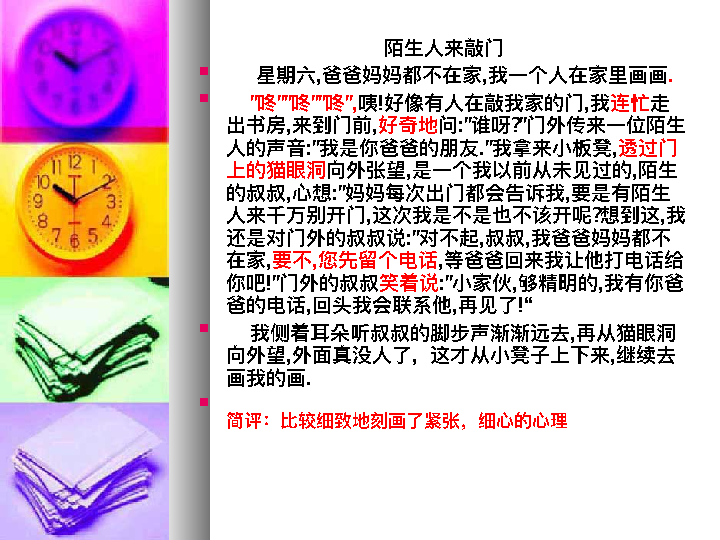 陌生人来敲门
星期六,爸爸妈妈都不在家,我一个人在家里画画.
"咚""咚""咚",咦!好像有人在敲我家的门,我连忙走
出书房,来到门前,好奇地问:"谁呀?"门外传来一位陌生
人的声音:"我是你爸爸的朋友."我拿来小板凳,透过门
上的猫眼洞向外张望,是一个我以前从未见过的,陌生
的叔叔,心想:"妈妈每次出门都会告诉我,要是有陌生
人来千万别开门,这次我是不是也不该开呢?想到这,我
还是对门外的叔叔说:"对不起,叔叔,我爸爸妈妈都不
在家,要不,您先留个电话,等爸爸回来我让他打电话给
你吧!"门外的叔叔笑着说:"小家伙,够精明的,我有你爸
爸的电话,回头我会联系他,再见了!“
我侧着耳朵听叔叔的脚步声渐渐远去,再从猫眼洞
向外望,外面真没人了，这才从小凳子上下来,继续去
画我的画.
简评：比较细致地刻画了紧张，细心的心理